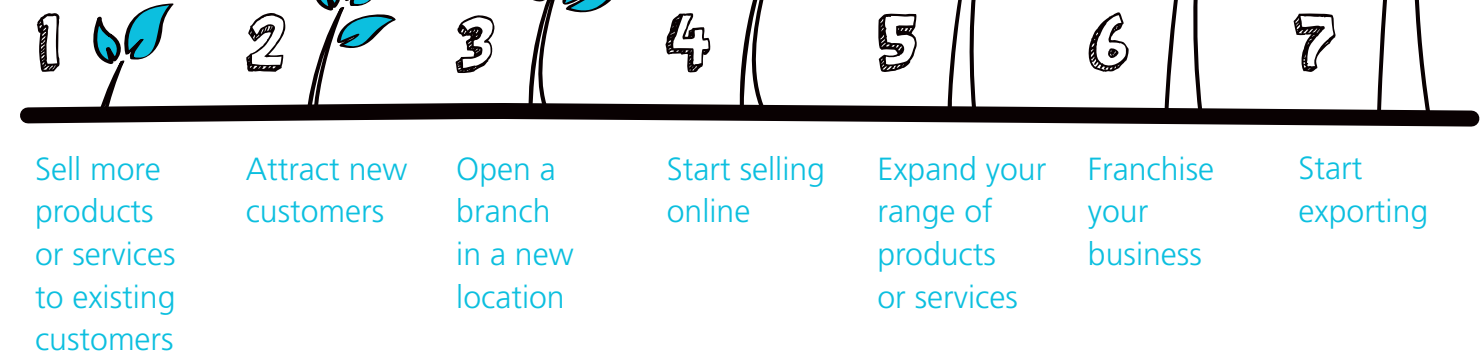 1 2 3 4 5 6 7
Sell more
products
or services
to existing
customers
Attract new
customers
Open a
branch
in a new
location
Start selling
online
Expand your
range of
products
or services
Franchise
your
business
Start
exporting